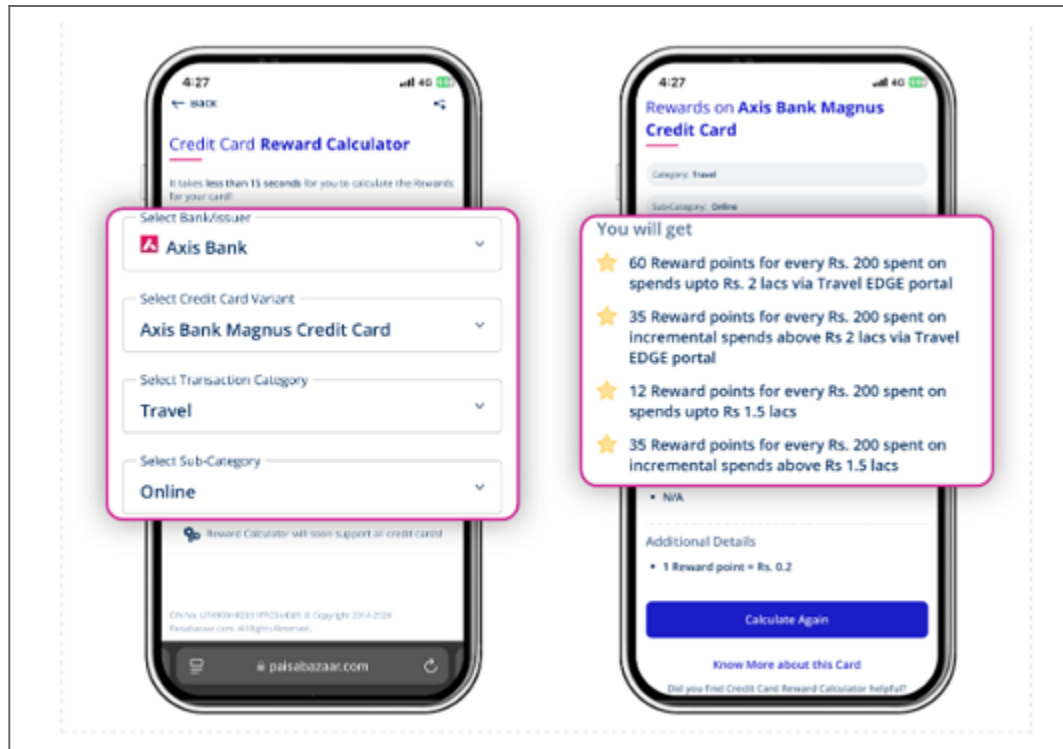 4:27
4G
← Back
Credit Card Reward Calculator
It takes less than 15 seconds for you to calculate the Rewards
for your card!
Select Bank/Issuer
Axis Bank
Select Credit Card Variant
Axis Bank Magnus Credit Card
Select Transaction Category
Travel
Select Sub-Category
Online
Reward Calculator will soon support all credit cards!
Copyright 2014-2026
Paisabazaar.com. All Rights Reserved.
paisabazaar.com
4:27
4G
Rewards on Axis Bank Magnus
Credit Card
Category: Travel
Sub-Category: Online
You will get
60 Reward points for every Rs. 200 spent on
spends upto Rs. 2 lacs via Travel EDGE portal
35 Reward points for every Rs. 200 spent on
incremental spends above Rs 2 lacs via Travel
EDGE portal
12 Reward points for every Rs. 200 spent on
spends upto Rs 1.5 lacs
35 Reward points for every Rs. 200 spent on
incremental spends above Rs 1.5 lacs
• N/A
Additional Details
• 1 Reward point = Rs. 0.2
Calculate Again
Know More about this Card
Did you find Credit Card Reward Calculator helpful?